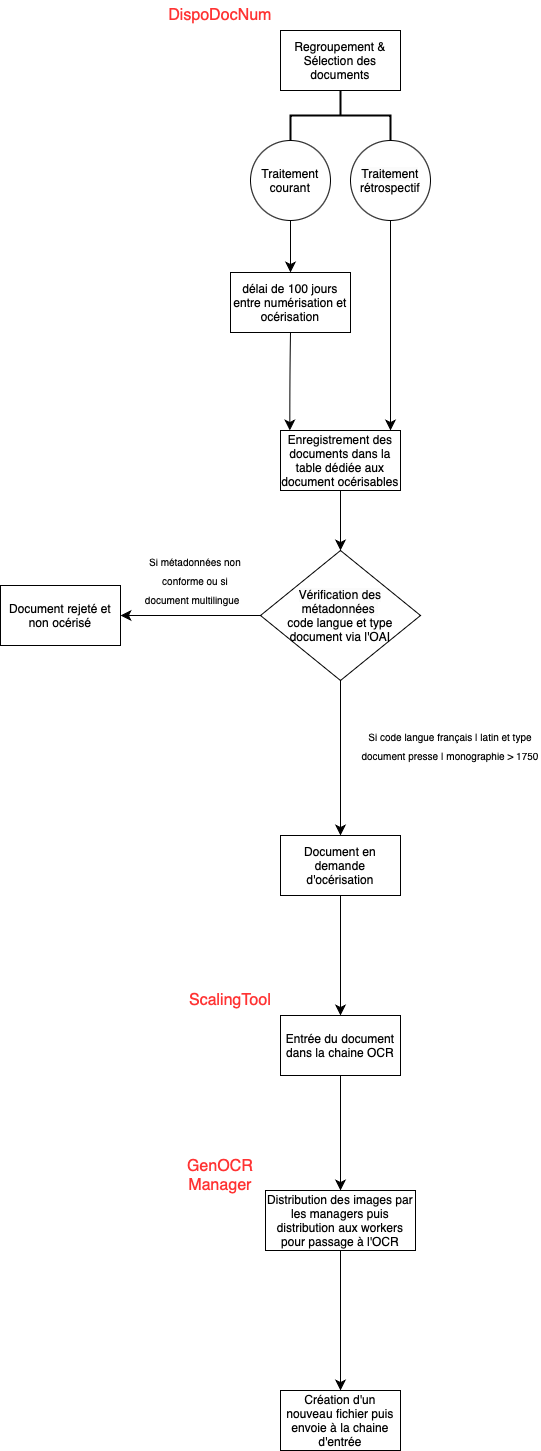 DispoDocNum
Regroupement &
Sélection des
documents
Traitement
courant
Traitement
rétrospectif
délai de 100 jours
entre numérisation et
océrisation
Enregistrement des
documents dans la
table dédiée aux
document océrisables
Si métadonnées non
conforme ou si
document multilingue
Vérification des
métadonnées
code langue et type
document via l'OAI
Document rejeté et
non océrisé
Si code langue français | latin et type
document presse | monographie > 1750
Document en
demande
d'océrisation
ScalingTool
Entrée du document
dans la chaine OCR
GenOCR
Manager
Distribution des images par
les managers puis
distribution aux workers
pour passage à l'OCR
Création d'un
nouveau fichier puis
envoie à la chaine
d'entrée